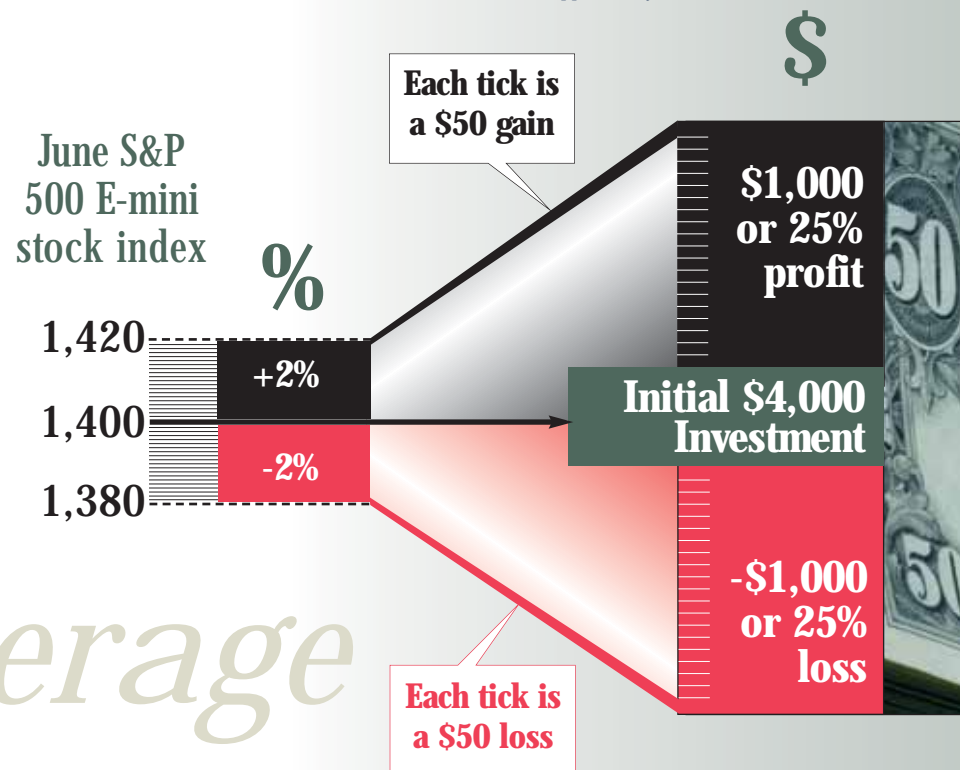 $
Each tick is
a $50 gain
June S&P
500 E-mini
stock index
%
$1,000
or 25%
profit
1,420
+2%
1,400
Initial $4,000
Investment
-2%
1,380
-$1,000
or 25%
loss
erage
Each tick is
a $50 loss
50
50